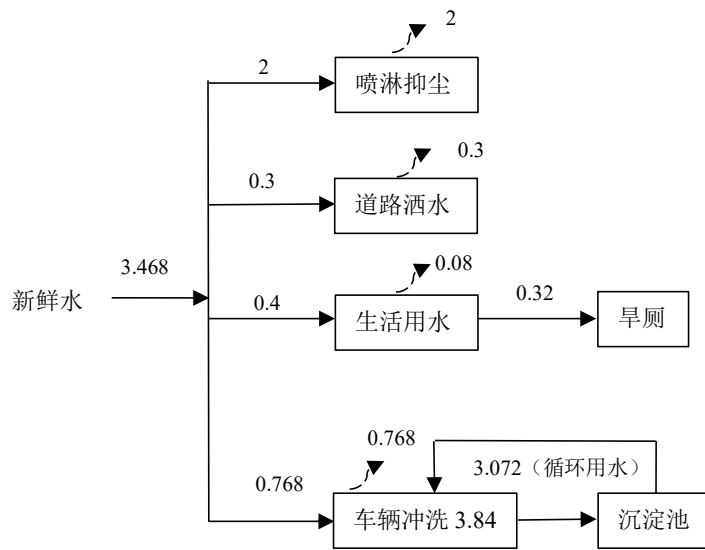 2
2
喷淋抑尘
0.3
0.3
道路洒水
3.468
新鲜水
0.08
0.4
生活用水
0.32
旱厕
0.768
3.072（循环用水）
0.768
车辆冲洗 3.84
沉淀池